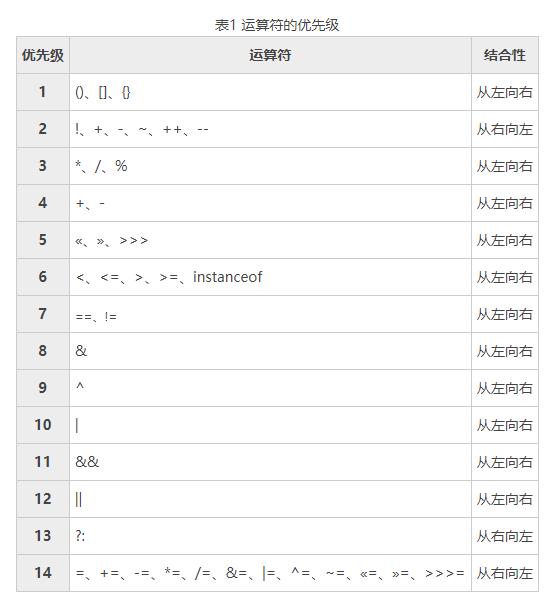 表1 运算符的优先级
优先级 运算符 结合性
1 ()、[]、{} 从左向右
2 !、+、-、~、++、-- 从右向左
3 *、/、% 从左向右
4 +、- 从左向右
5 «、»、>>> 从左向右
6 <、<=、>、>=、instanceof 从左向右
7 ==、!= 从左向右
8 & 从左向右
9 ^ 从左向右
10 | 从左向右
11 && 从左向右
12 || 从左向右
13 ?: 从右向左
14 =、+=、-=、*=、/=、&=、|=、^=、~=、«=、»=、>>>= 从右向左